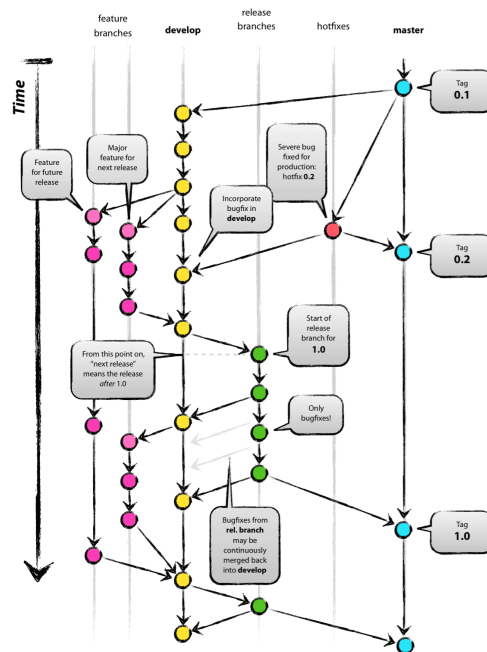 feature
branches
develop
release
branches
hotfixes
master
Time
Tag
0.1
Major
feature for
next release
Feature
for future
release
Severe bug
fixed for
production:
hotfix 0.2
Incorporate
bugfix in
develop
Tag
0.2
Start of
release
branch for
1.0
From this point on,
“next release”
means the release
after 1.0
Only
bugfixes!
Bugfixes from
rel. branch
may be
continuously
merged back
into develop
Tag
1.0